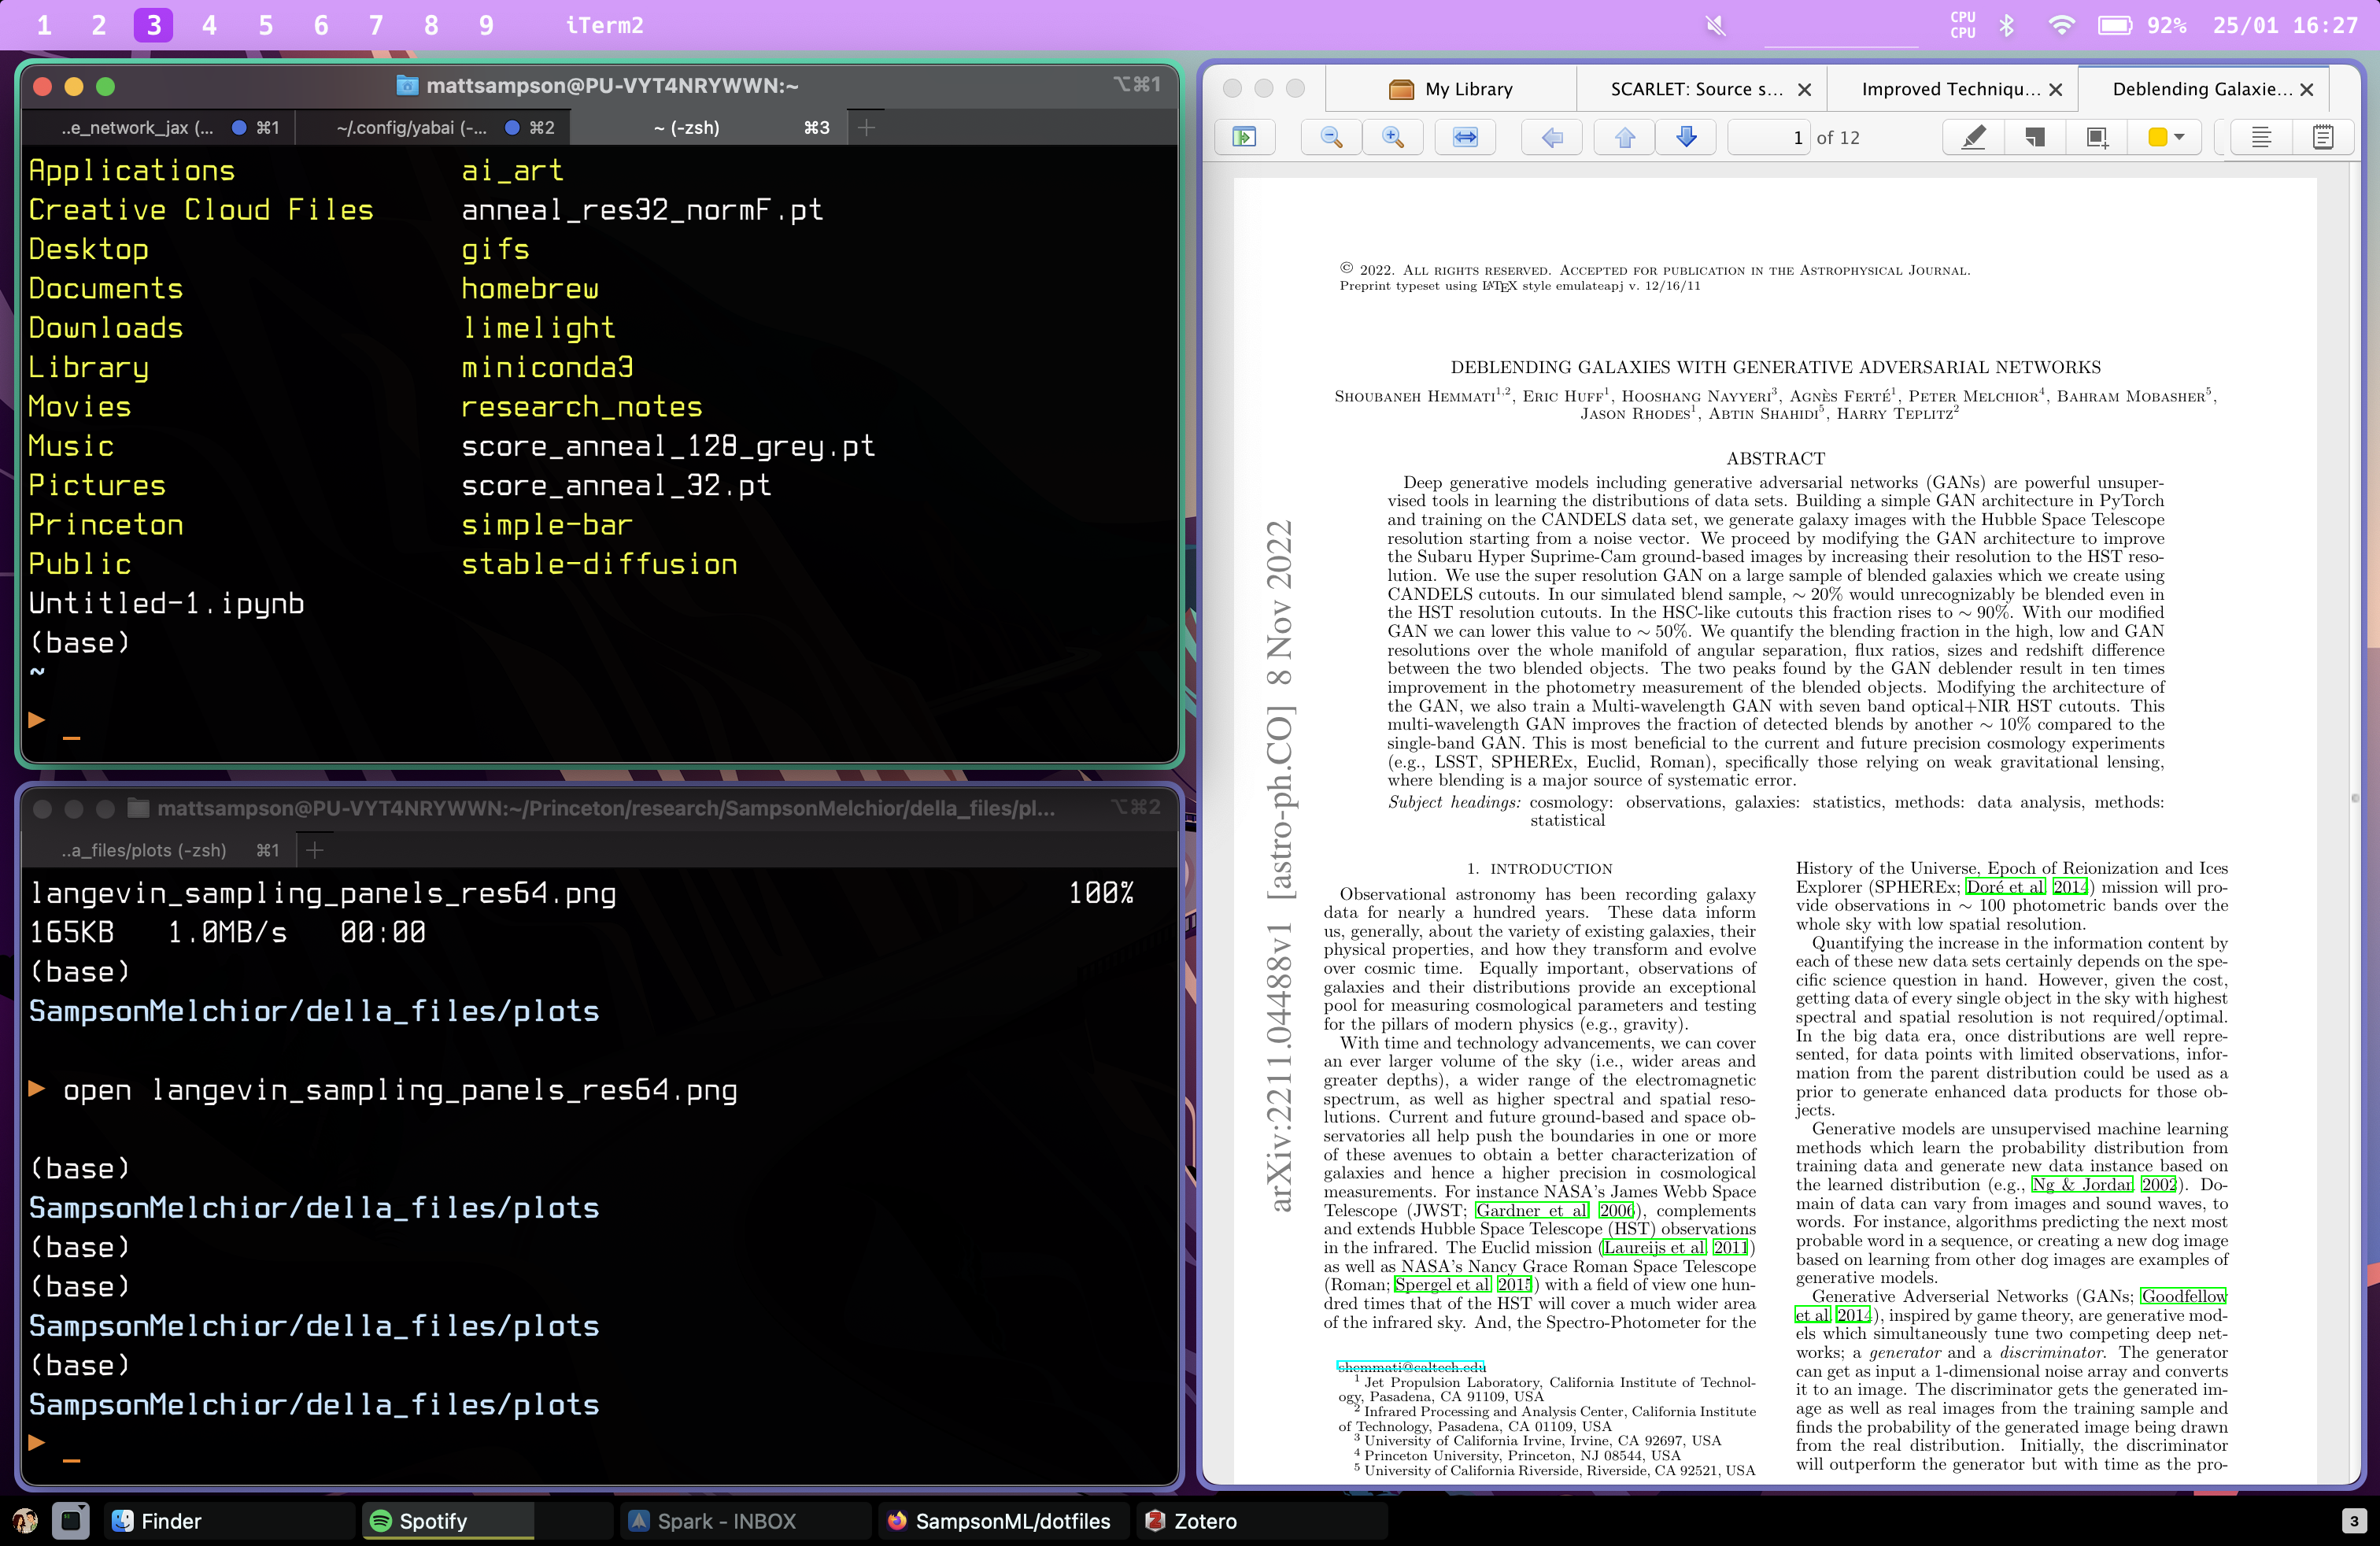 1 2 3 4 5 6 7 8 9 iTerm2
CPU
CPU
92% 25/01 16:27
mattsampson@PU-VYT4NRYWWN:~ ⌥⌘1
..e_network_jax (... ⌘1 ~/.config/yabai (-... ⌘2 ~ (-zsh) ⌘3
Applications ai_art
Creative Cloud Files anneal_res32_normF.pt
Desktop gifs
Documents homebrew
Downloads limelight
Library miniconda3
Movies research_notes
Music score_anneal_128_grey.pt
Pictures score_anneal_32.pt
Princeton simple-bar
Public stable-diffusion
Untitled-1.ipynb
(base)
~
mattsampson@PU-VYT4NRYWWN:~/Princeton/research/SampsonMelchior/della_files/pl... ⌥⌘2
..a_files/plots (-zsh) ⌘1
langevin_sampling_panels_res64.png 100%
165KB 1.0MB/s 00:00
(base)
SampsonMelchior/della_files/plots
open langevin_sampling_panels_res64.png
(base)
SampsonMelchior/della_files/plots
(base)
(base)
SampsonMelchior/della_files/plots
(base)
SampsonMelchior/della_files/plots
My Library SCARLET: Source s... Improved Techniqu... Deblending Galaxie...
1 of 12
© 2022. All rights reserved. Accepted for publication in the Astrophysical Journal.
Preprint typeset using LATEX style emulateapj v. 12/16/11
DEBLENDING GALAXIES WITH GENERATIVE ADVERSARIAL NETWORKS
Shoubaneh Hemmati1,2, Eric Huff1, Hooshang Nayyeri3, Agnès Ferté1, Peter Melchior4, Bahram Mobasher5,
Jason Rhodes1, Abtin Shahidi5, Harry Teplitz2
ABSTRACT
Deep generative models including generative adversarial networks (GANs) are powerful unsuper-
vised tools in learning the distributions of data sets. Building a simple GAN architecture in PyTorch
and training on the CANDELS data set, we generate galaxy images with the Hubble Space Telescope
resolution starting from a noise vector. We proceed by modifying the GAN architecture to improve
the Subaru Hyper Suprime-Cam ground-based images by increasing their resolution to the HST reso-
lution. We use the super resolution GAN on a large sample of blended galaxies which we create using
CANDELS cutouts. In our simulated blend sample, ∼ 20% would unrecognizably be blended even in
the HST resolution cutouts. In the HSC-like cutouts this fraction rises to ∼ 90%. With our modified
GAN we can lower this value to ∼ 50%. We quantify the blending fraction in the high, low and GAN
resolutions over the whole manifold of angular separation, flux ratios, sizes and redshift difference
between the two blended objects. The two peaks found by the GAN deblender result in ten times
improvement in the photometry measurement of the blended objects. Modifying the architecture of
the GAN, we also train a Multi-wavelength GAN with seven band optical+NIR HST cutouts. This
multi-wavelength GAN improves the fraction of detected blends by another ∼ 10% compared to the
single-band GAN. This is most beneficial to the current and future precision cosmology experiments
(e.g., LSST, SPHEREx, Euclid, Roman), specifically those relying on weak gravitational lensing,
where blending is a major source of systematic error.
Subject headings: cosmology: observations, galaxies: statistics, methods: data analysis, methods:
statistical
arXiv:2211.04488v1 [astro-ph.CO] 8 Nov 2022
1. INTRODUCTION
Observational astronomy has been recording galaxy
data for nearly a hundred years. These data inform
us, generally, about the variety of existing galaxies, their
physical properties, and how they transform and evolve
over cosmic time. Equally important, observations of
galaxies and their distributions provide an exceptional
pool for measuring cosmological parameters and testing
for the pillars of modern physics (e.g., gravity).
With time and technology advancements, we can cover
an ever larger volume of the sky (i.e., wider areas and
greater depths), a wider range of the electromagnetic
spectrum, as well as higher spectral and spatial reso-
lutions. Current and future ground-based and space ob-
servatories all help push the boundaries in one or more
of these avenues to obtain a better characterization of
galaxies and hence a higher precision in cosmological
measurements. For instance NASA's James Webb Space
Telescope (JWST; Gardner et al. 2006), complements
and extends Hubble Space Telescope (HST) observations
in the infrared. The Euclid mission (Laureijs et al. 2011)
as well as NASA's Nancy Grace Roman Space Telescope
(Roman; Spergel et al. 2015) with a field of view one hun-
dred times that of the HST will cover a much wider area
of the infrared sky. And, the Spectro-Photometer for the
shemmati@caltech.edu
1 Jet Propulsion Laboratory, California Institute of Technol-
ogy, Pasadena, CA 91109, USA
2 Infrared Processing and Analysis Center, California Institute
of Technology, Pasadena, CA 01109, USA
3 University of California Irvine, Irvine, CA 92697, USA
4 Princeton University, Princeton, NJ 08544, USA
5 University of California Riverside, Riverside, CA 92521, USA
History of the Universe, Epoch of Reionization and Ices
Explorer (SPHEREx; Doré et al. 2014) mission will pro-
vide observations in ∼ 100 photometric bands over the
whole sky with low spatial resolution.
Quantifying the increase in the information content by
each of these new data sets certainly depends on the spe-
cific science question in hand. However, given the cost,
getting data of every single object in the sky with highest
spectral and spatial resolution is not required/optimal.
In the big data era, once distributions are well repre-
sented, for data points with limited observations, infor-
mation from the parent distribution could be used as a
prior to generate enhanced data products for those ob-
jects.
Generative models are unsupervised machine learning
methods which learn the probability distribution from
training data and generate new data instance based on
the learned distribution (e.g., Ng & Jordan 2002). Do-
main of data can vary from images and sound waves, to
words. For instance, algorithms predicting the next most
probable word in a sequence, or creating a new dog image
based on learning from other dog images are examples of
generative models.
Generative Adverserial Networks (GANs; Goodfellow
et al. 2014), inspired by game theory, are generative mod-
els which simultaneously tune two competing deep net-
works; a generator and a discriminator. The generator
can get as input a 1-dimensional noise array and converts
it to an image. The discriminator gets the generated im-
age as well as real images from the training sample and
finds the probability of the generated image being drawn
from the real distribution. Initially, the discriminator
will outperform the generator but with time as the pro-
Finder Spotify Spark - INBOX SampsonML/dotfiles Zotero 3